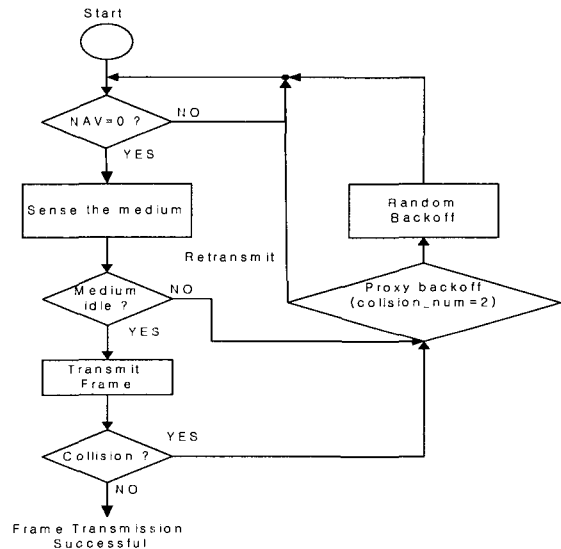 Start
NAV=0 ?
NO
YES
Sense the medium
Random
Backoff
Retransmit
Medium
idle ?
NO
Proxy backoff
(collision_num=2)
YES
Transmit
Frame
YES
Collision ?
NO
Frame Transmission
Successful